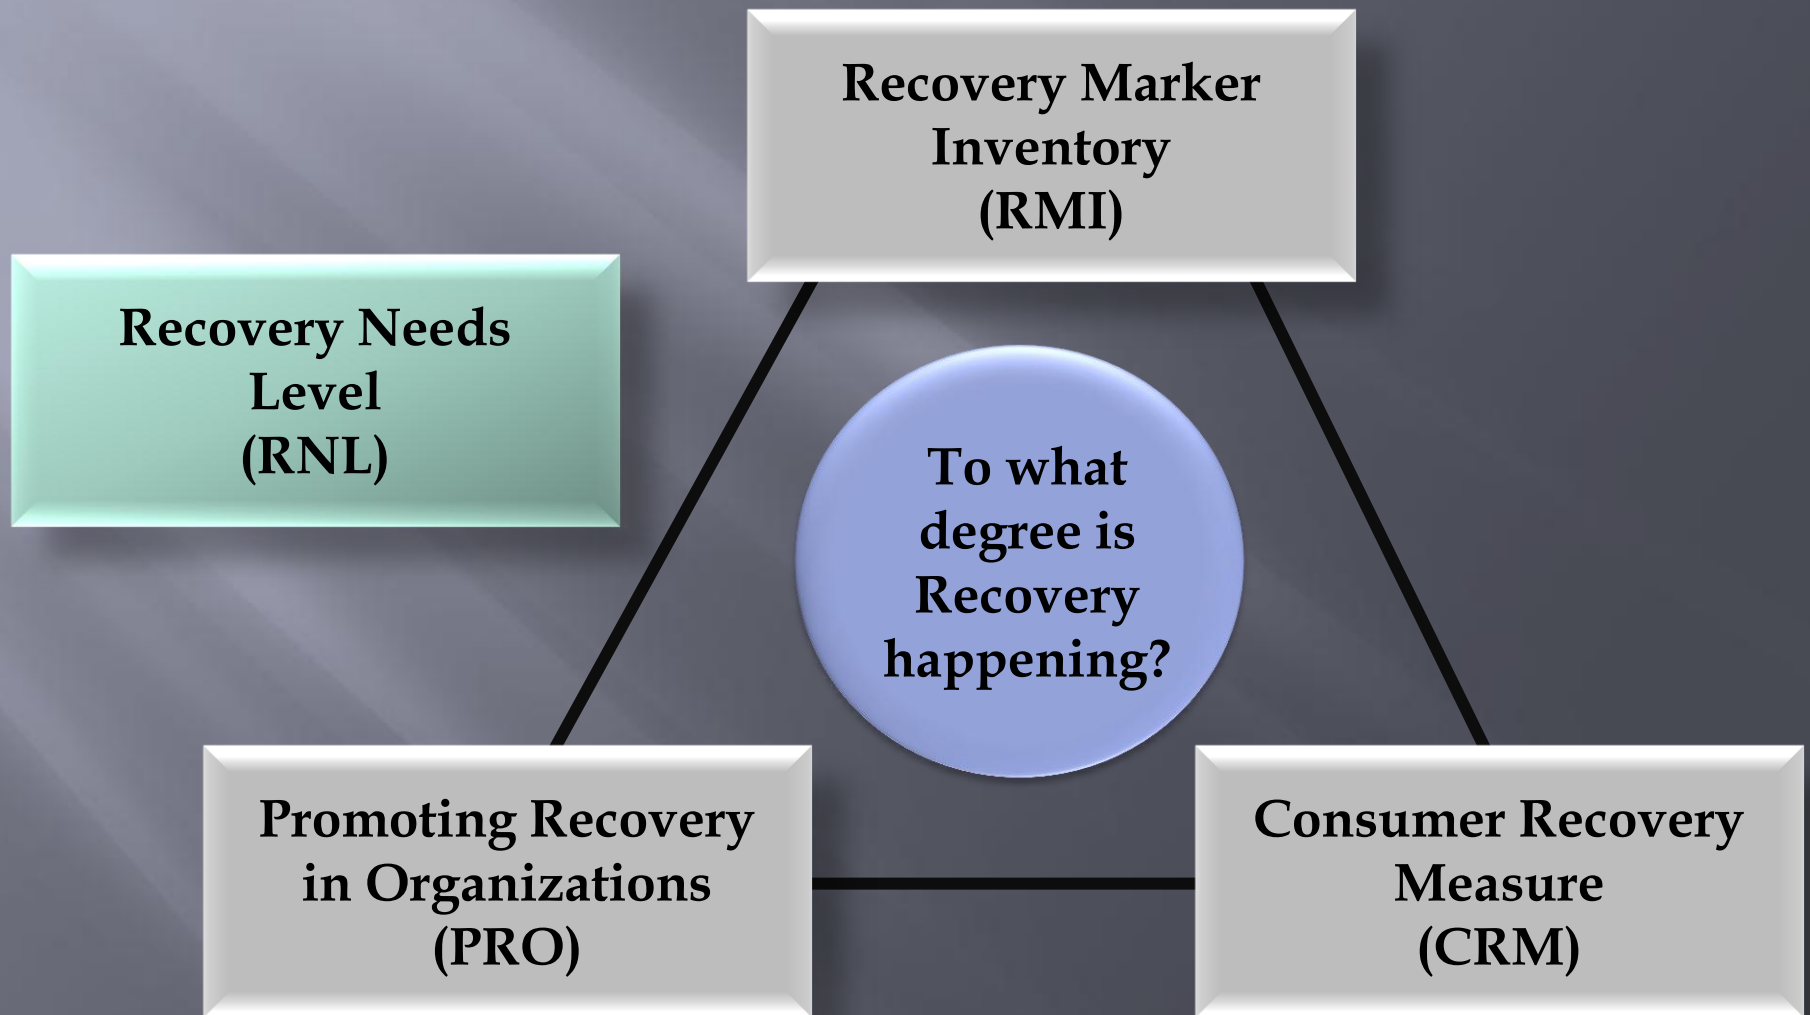 Recovery Marker
Inventory
(RMI)
Recovery Needs
Level
(RNL)
To what
degree is
Recovery
happening?
Promoting Recovery
in Organizations
(PRO)
Consumer Recovery
Measure
(CRM)